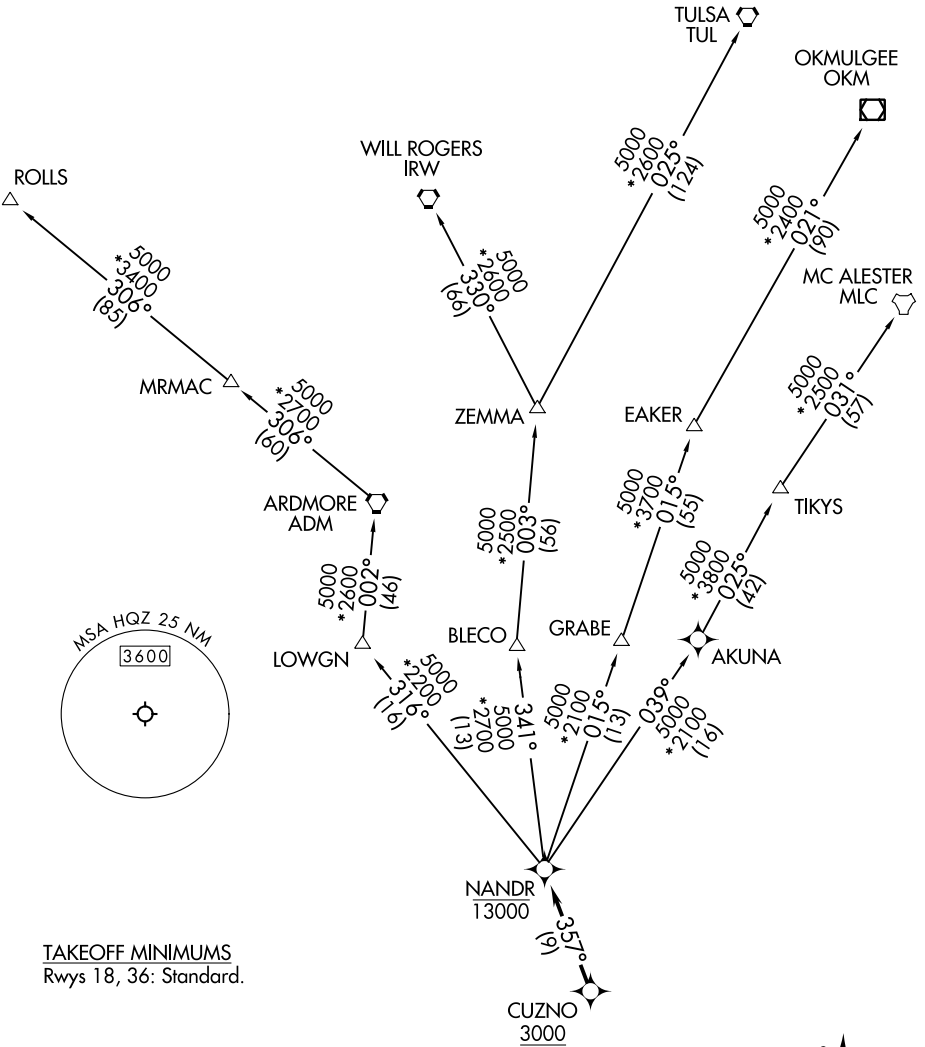 TULSA
TUL
OKMULGEE
OKM
WILL ROGERS
IRW
5000
*2600
025°
(124)
ROLLS
5000
*2400
021°
(90)
5000
*3400
306°
(85)
5000
*2600
330°
(66)
MC ALESTER
MLC
MRMAC
5000
*2700
306°
(60)
ZEMMA
EAKER
5000
*2500
031°
(57)
ARDMORE
ADM
5000
*2500
003°
(56)
5000
*3700
015°
(55)
TIKYS
5000
*2600
002°
(46)
5000
*3800
025°
(42)
MSA HQZ 25 NM
3600
LOWGN
BLECO
GRABE
AKUNA
5000
*2200
316°
(16)
341°
5000
*2700
(13)
5000
*2100
015°
(13)
039°
5000
*2100
(16)
NANDR
13000
357°
(9)
TAKEOFF MINIMUMS
Rwys 18, 36: Standard.
CUZNO
3000